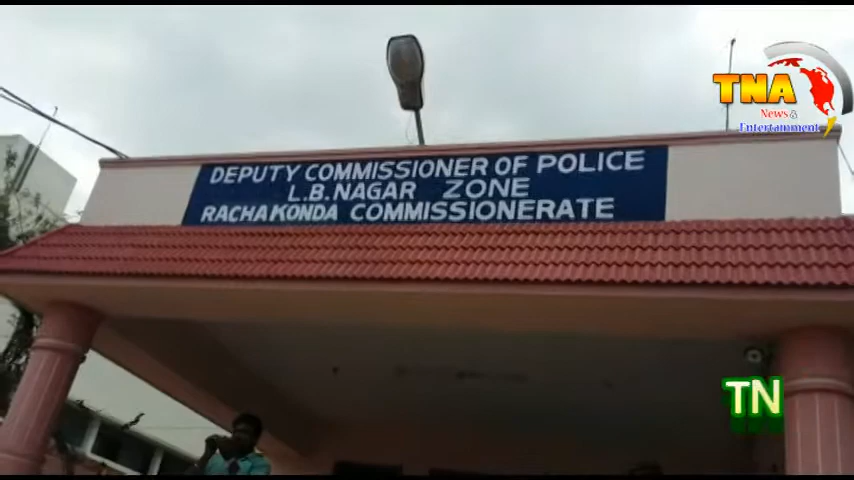 TNA
News &
Entertainment
DEPUTY COMMISSIONER OF POLICE
L.B.NAGAR ZONE
RACHAKONDA COMMISSIONERATE
TN